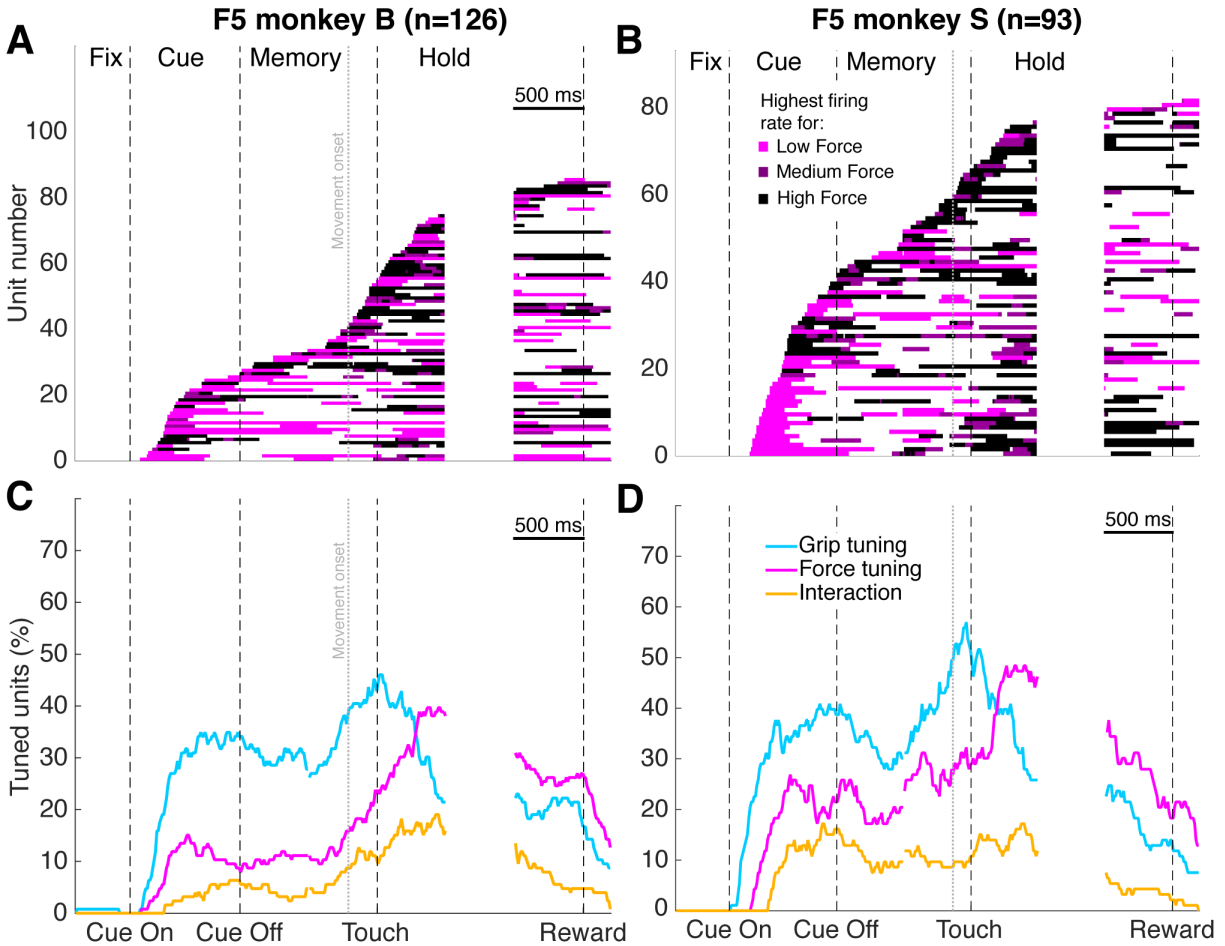 A
F5 monkey B (n=126)
Fix
Cue
Memory
Hold
500 ms
Movement onset
Unit number
100
80
60
40
20
0
B
F5 monkey S (n=93)
Fix
Cue
Memory
Hold
Highest firing
rate for:
Low Force
Medium Force
High Force
80
60
40
20
0
C
500 ms
Movement onset
Tuned units (%)
70
60
50
40
30
20
10
0
Cue On
Cue Off
Touch
Reward
D
500 ms
Grip tuning
Force tuning
Interaction
70
60
50
40
30
20
10
0
Cue On
Cue Off
Touch
Reward